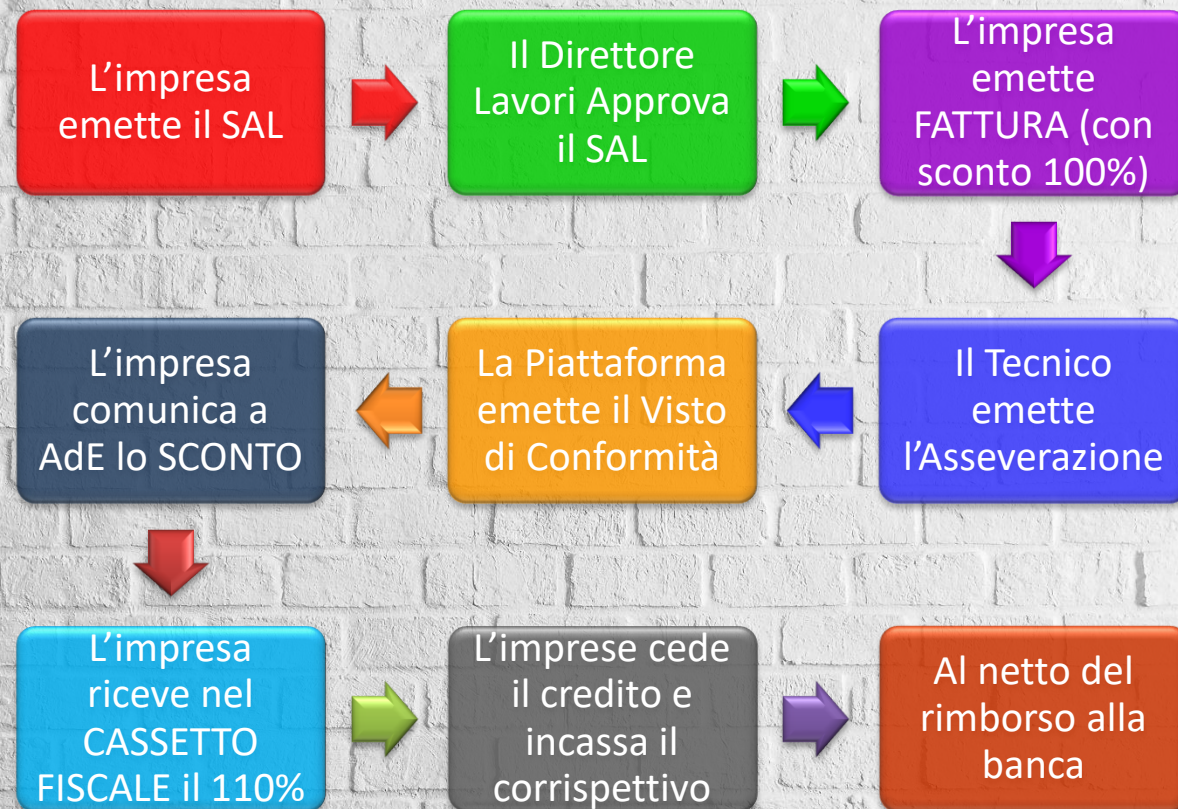 L’impresa
emette il SAL
Il Direttore
Lavori Approva
il SAL
L’impresa
emette
FATTURA (con
sconto 100%)
Il Tecnico
emette
l’Asseverazione
La Piattaforma
emette il Visto
di Conformità
L’impresa
comunica a
AdE lo SCONTO
L’impresa
riceve nel
CASSETTO
FISCALE il 110%
L’imprese cede
il credito e
incassa il
corrispettivo
Al netto del
rimborso alla
banca